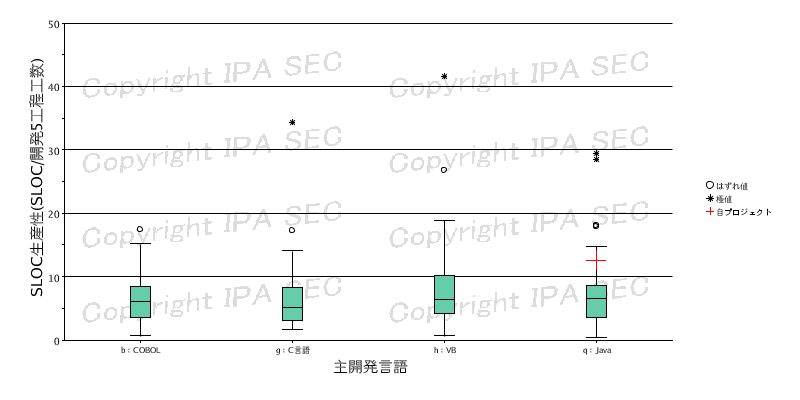 50
Copyright IPA SEC Copyright IPA SEC
40
Copyright IPA SEC Copyright IPA SEC
30
Copyright IPA SEC Copyright IPA SEC
20
Copyright IPA SEC Copyright IPA SEC
10
0
SLOC生産性(SLOC/開発5工程工数)
b : COBOL
g : C言語
h : VB
q : Java
主開発言語
はずれ値
極値
自プロジェクト